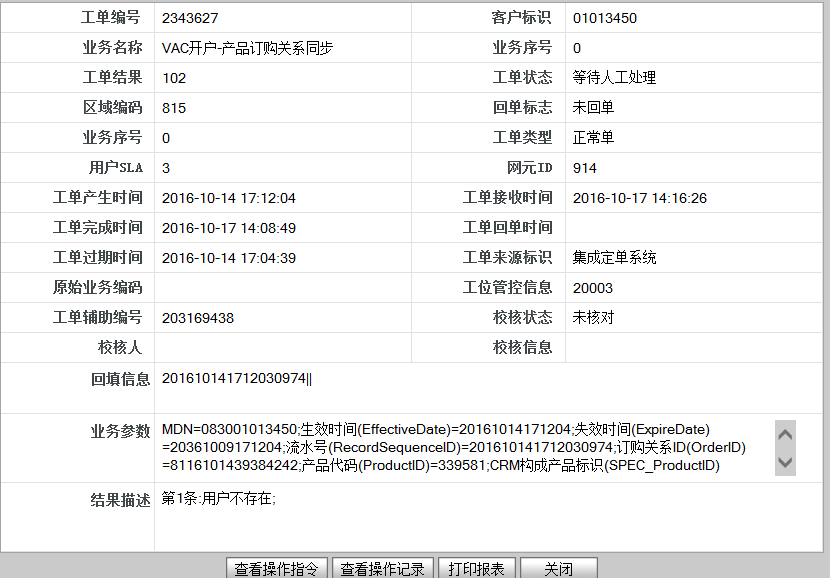 工单编号 2343627 客户标识 01013450
业务名称 VAC开户-产品订购关系同步 业务序号 0
工单结果 102 工单状态 等待人工处理
区域编码 815 回单标志 未回单
业务序号 0 工单类型 正常单
用户SLA 3 网元ID 914
工单产生时间 2016-10-14 17:12:04 工单接收时间 2016-10-17 14:16:26
工单完成时间 2016-10-17 14:08:49 工单回单时间
工单过期时间 2016-10-14 17:04:39 工单来源标识 集成定单系统
原始业务编码 工位管控信息 20003
工单辅助编号 203169438 校核状态 未核对
校核人 校核信息
回填信息 201610141712030974||
业务参数 MDN=083001013450;生效时间(EffectiveDate)=20161014171204;失效时间(ExpireDate)
=20361009171204;流水号(RecordSequenceID)=201610141712030974;订购关系ID(OrderID)
=8116101439384242;产品代码(ProductID)=339581;CRM构成产品标识(SPEC_ProductID)
结果描述 第1条:用户不存在;
查看操作指令 查看操作记录 打印报表 关闭